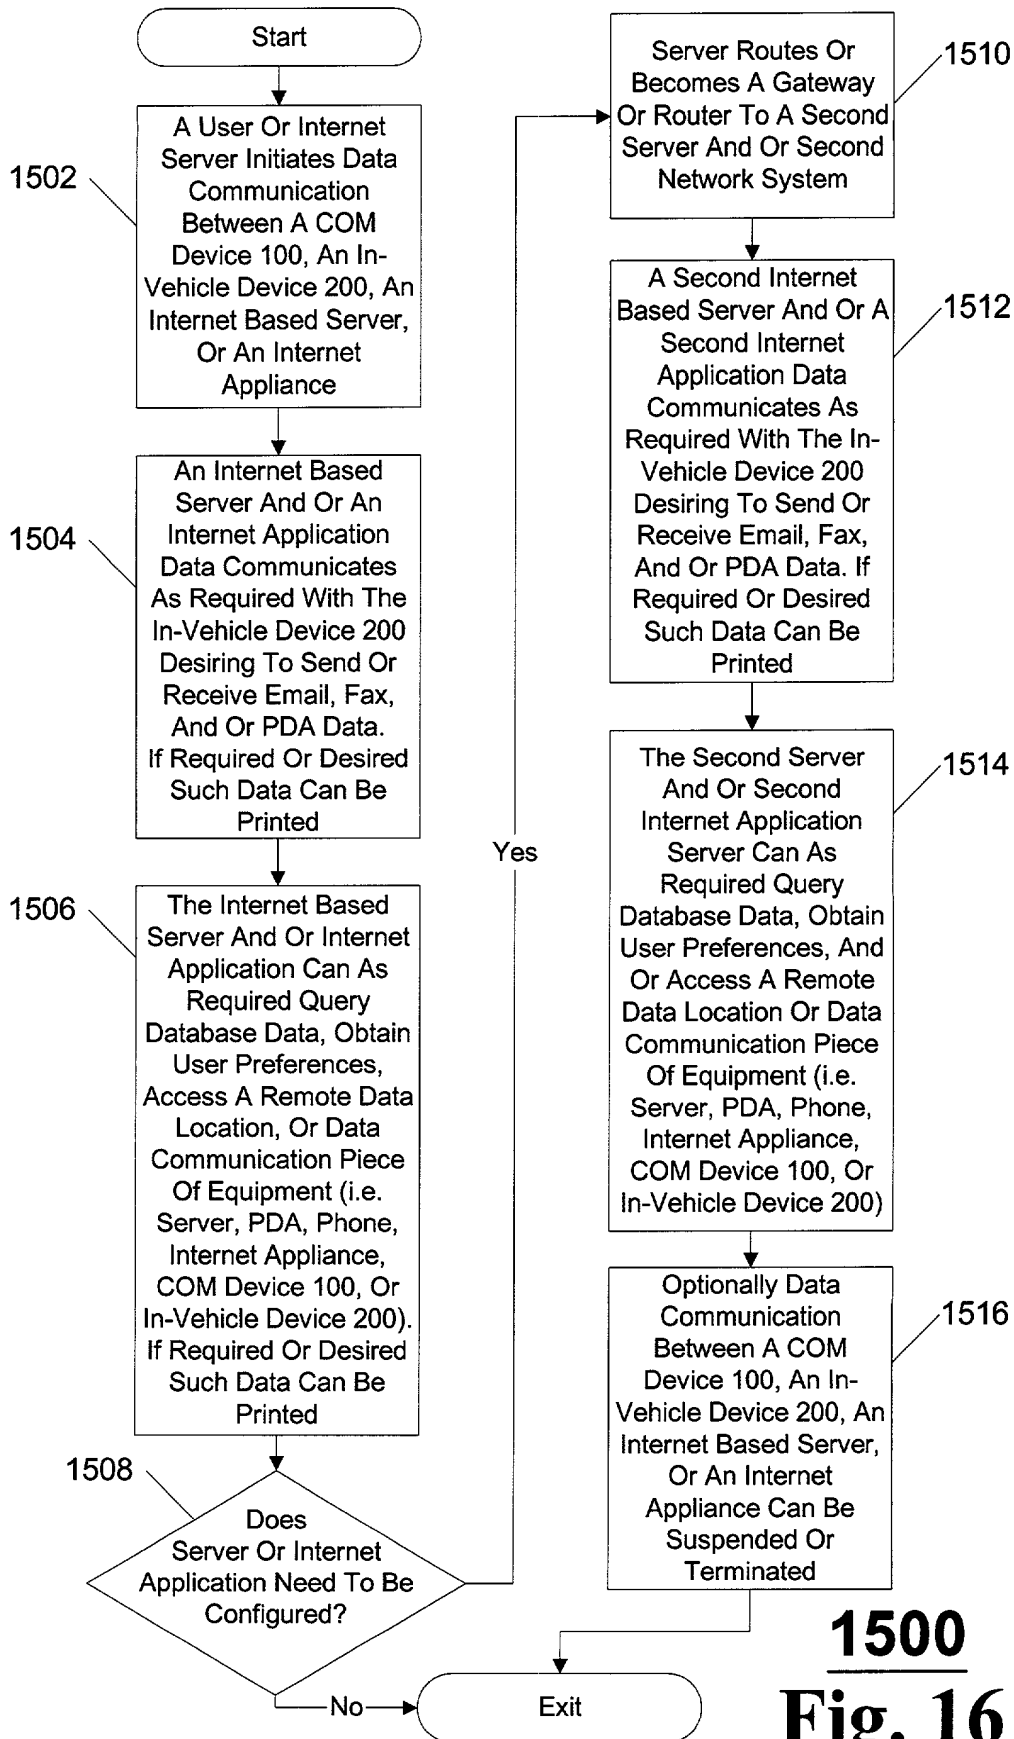 Start
1502
A User Or Internet
Server Initiates Data
Communication
Between A COM
Device 100, An In-
Vehicle Device 200, An
Internet Based Server,
Or An Internet
Appliance
1504
An Internet Based
Server And Or An
Internet Application
Data Communicates
As Required With The
In-Vehicle Device 200
Desiring To Send Or
Receive Email, Fax,
And Or PDA Data.
If Required Or Desired
Such Data Can Be
Printed
1506
The Internet Based
Server And Or Internet
Application Can As
Required Query
Database Data, Obtain
User Preferences,
Access A Remote Data
Location, Or Data
Communication Piece
Of Equipment (i.e.
Server, PDA, Phone,
Internet Appliance,
COM Device 100, Or
In-Vehicle Device 200).
If Required Or Desired
Such Data Can Be
Printed
1508
Does
Server Or Internet
Application Need To Be
Configured?
No
Yes
1510
Server Routes Or
Becomes A Gateway
Or Router To A Second
Server And Or Second
Network System
1512
A Second Internet
Based Server And Or A
Second Internet
Application Data
Communicates As
Required With The In-
Vehicle Device 200
Desiring To Send Or
Receive Email, Fax,
And Or PDA Data. If
Required Or Desired
Such Data Can Be
Printed
1514
The Second Server
And Or Second
Internet Application
Server Can As
Required Query
Database Data, Obtain
User Preferences, And
Or Access A Remote
Data Location Or Data
Communication Piece
Of Equipment (i.e.
Server, PDA, Phone,
Internet Appliance,
COM Device 100, Or
In-Vehicle Device 200)
1516
Optionally Data
Communication
Between A COM
Device 100, An In-
Vehicle Device 200, An
Internet Based Server,
Or An Internet
Appliance Can Be
Suspended Or
Terminated
Exit
1500
Fig. 16